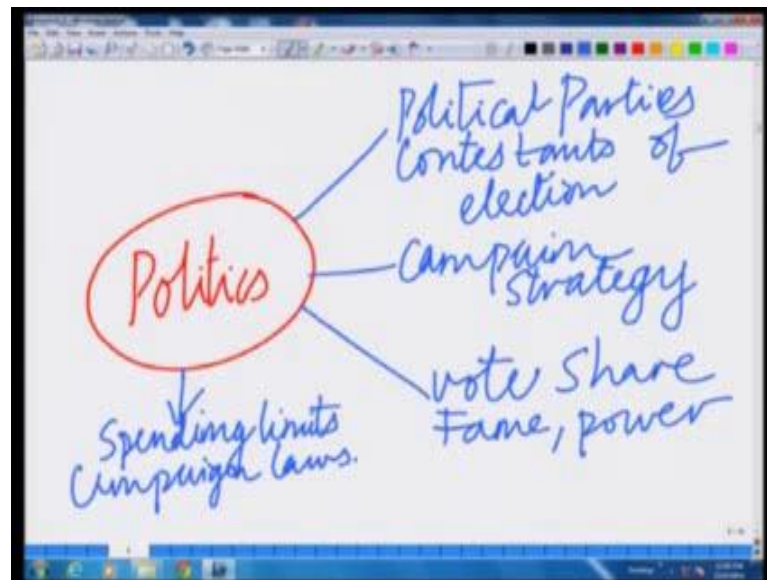 Political Parties
Contestants of
election
Politics
Campain
Strategy
vote Share
Fame, power
Spending limits
Campaign laws.